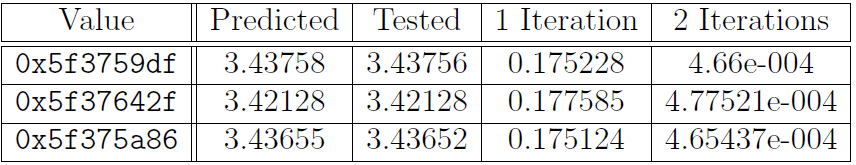 Value Predicted Tested 1 Iteration 2 Iterations
0x5f3759df 3.43758 3.43756 0.175228 4.66e-004
0x5f37642f 3.42128 3.42128 0.177585 4.77521e-004
0x5f375a86 3.43655 3.43652 0.175124 4.65437e-004